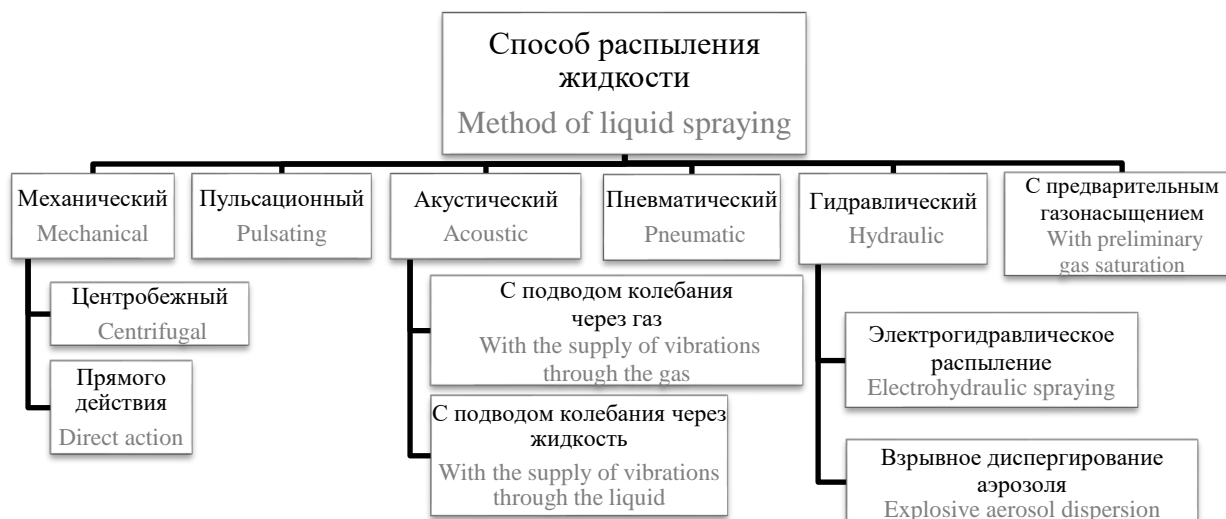 Способ распыления
жидкости
Method of liquid spraying
Механический
Mechanical
Пульсационный
Pulsating
Акустический
Acoustic
Пневматический
Pneumatic
Гидравлический
Hydraulic
С предварительным
газонасыщением
With preliminary
gas saturation
Центробежный
Centrifugal
Прямого
действия
Direct action
С подводом колебания
через газ
With the supply of vibrations
through the gas
С подводом колебания через
жидкость
With the supply of vibrations
through the liquid
Электрогидравлическое
распыление
Electrohydraulic spraying
Взрывное диспергирование
аэрозоля
Explosive aerosol dispersion